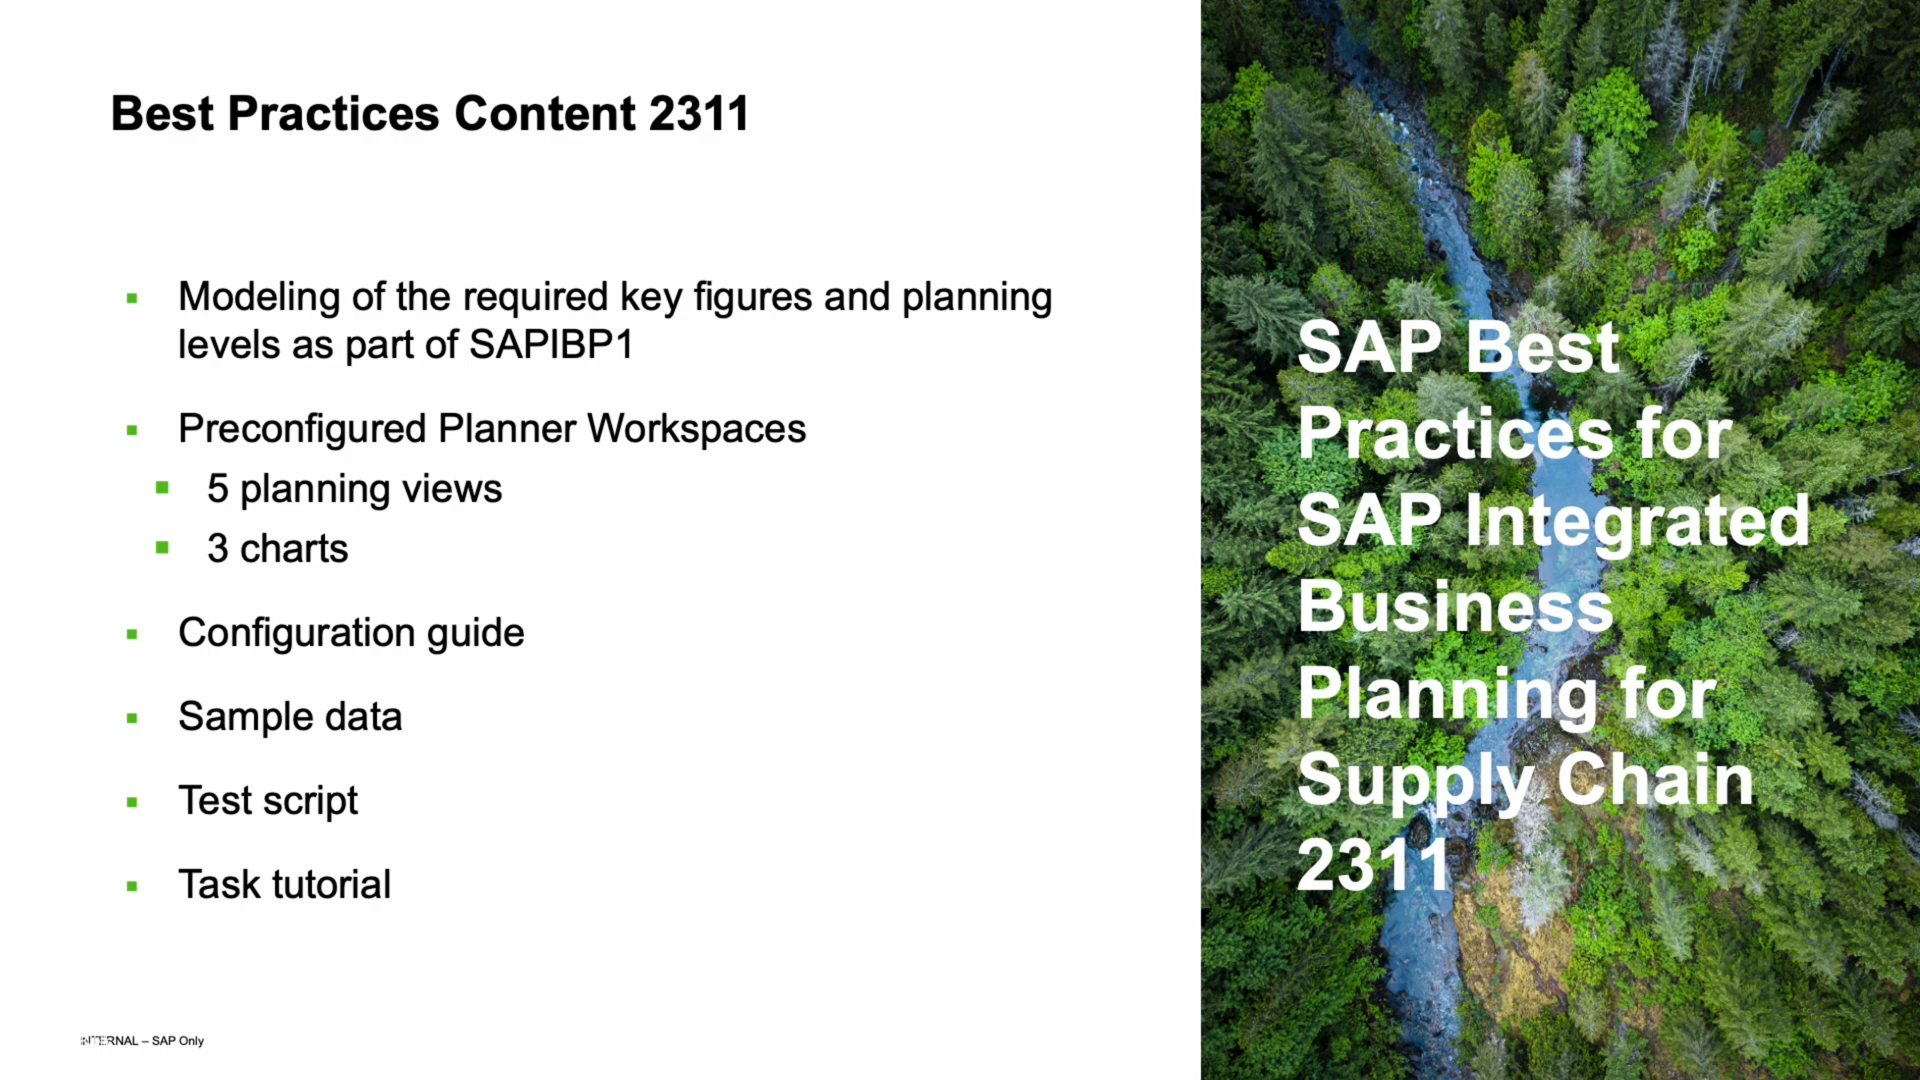 Best Practices Content 2311
Modeling of the required key figures and planning
levels as part of SAPIBP1
Preconfigured Planner Workspaces
5 planning views
3 charts
Configuration guide
Sample data
Test script
Task tutorial
INTERNAL – SAP Only
SAP Best
Practices for
SAP Integrated
Business
Planning for
Supply Chain
2311